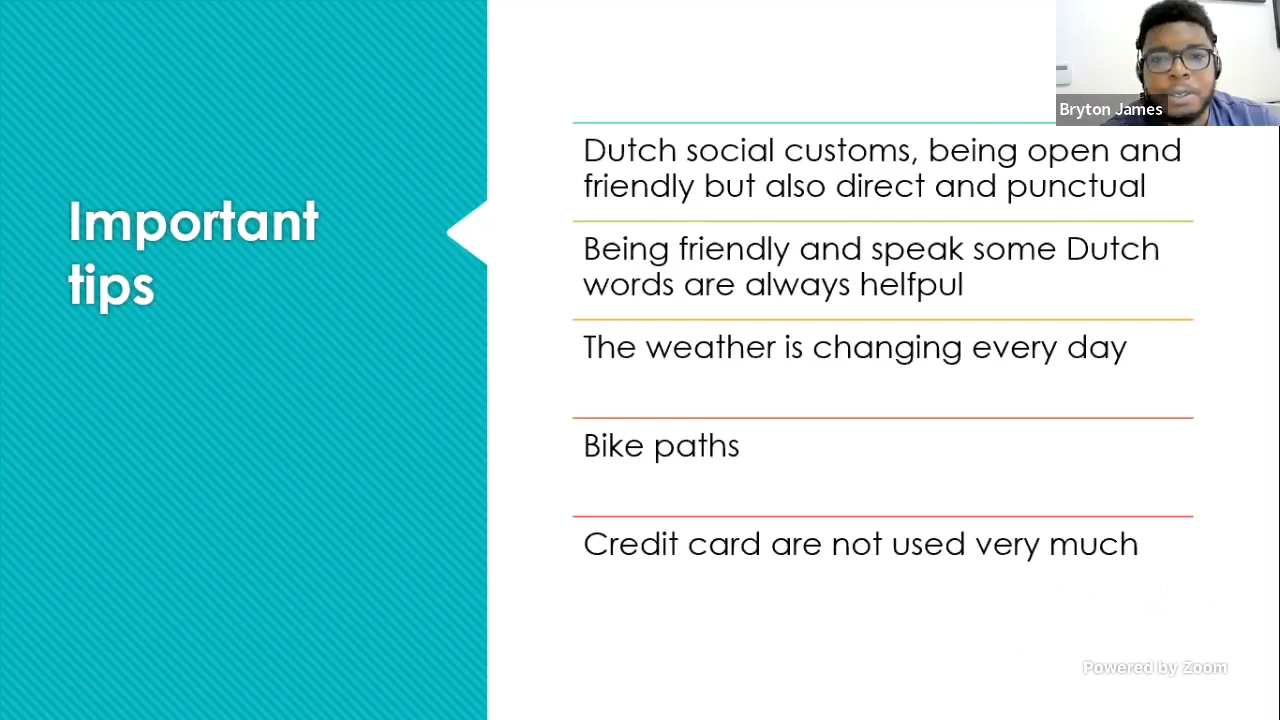 Important
tips
Bryton James
Dutch social customs, being open and
friendly but also direct and punctual
Being friendly and speak some Dutch
words are always helfpul
The weather is changing every day
Bike paths
Credit card are not used very much
Powered by Zoom